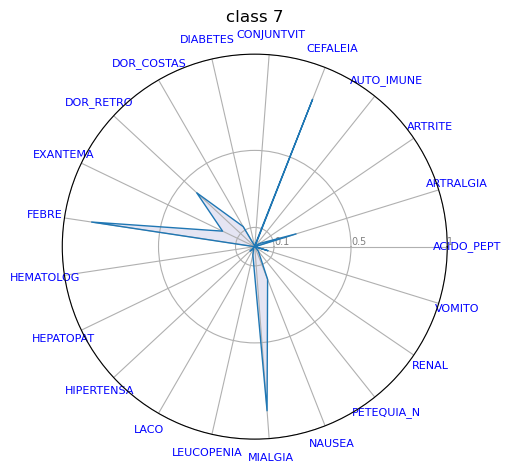 class 7
CONJUNTVIT
DIABETES
CEFALEIA
DOR_COSTAS
AUTO_IMUNE
DOR_RETRO
ARTRITE
EXANTEMA
ARTRALGIA
FEBRE
0.1
0.5
1
ACIDO_PEPT
HEMATOLOG
VOMITO
HEPATOPAT
RENAL
HIPERTENSA
PETEQUIA_N
LACO
NAUSEA
LEUCOPENIA
MIALGIA